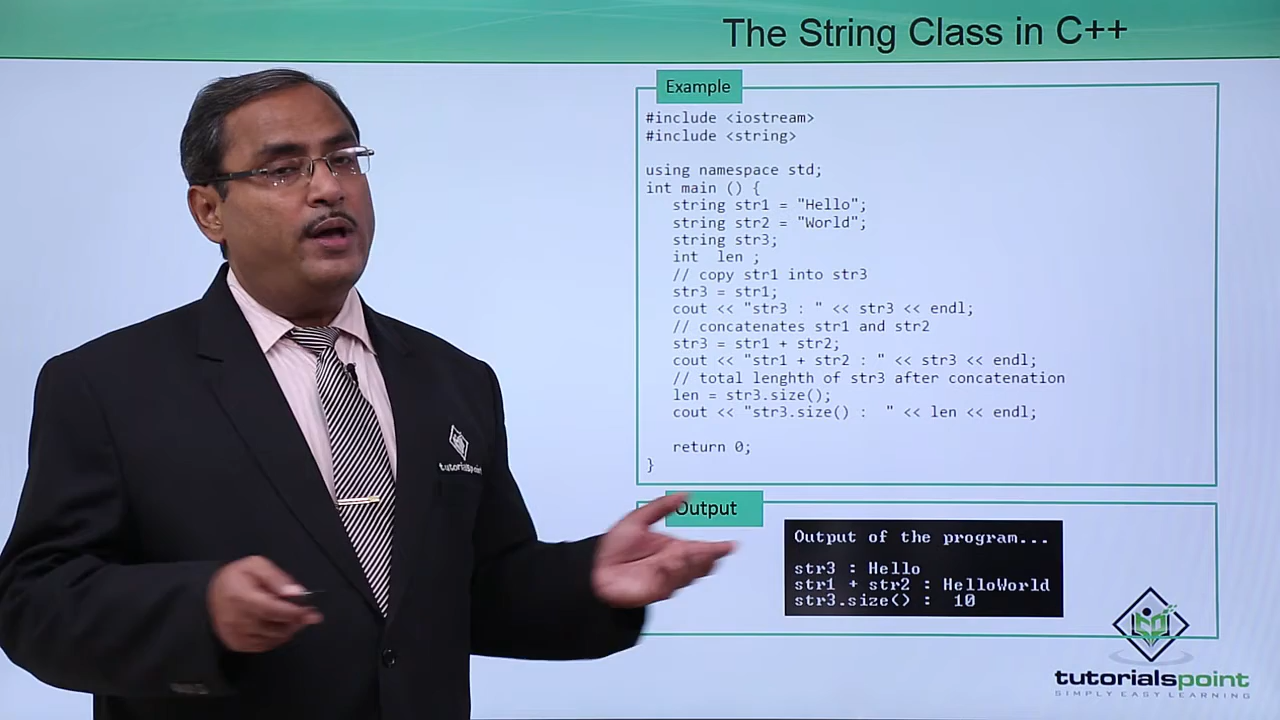 The String Class in C++
Example
#include <iostream>
#include <string>
using namespace std;
int main () {
string str1 = "Hello";
string str2 = "World";
string str3;
int  len ;
// copy str1 into str3
str3 = str1;
cout << "str3 : " << str3 << endl;
// concatenates str1 and str2
str3 = str1 + str2;
cout << "str1 + str2 : " << str3 << endl;
// total lenghth of str3 after concatenation
len = str3.size();
cout << "str3.size() :  " << len << endl;
return 0;
}
tutorialspoint
Output
Output of the program...
str3 : Hello
str1 + str2 : HelloWorld
str3.size() :  10
tutorialspoint
SIMPLY EASY LEARNING